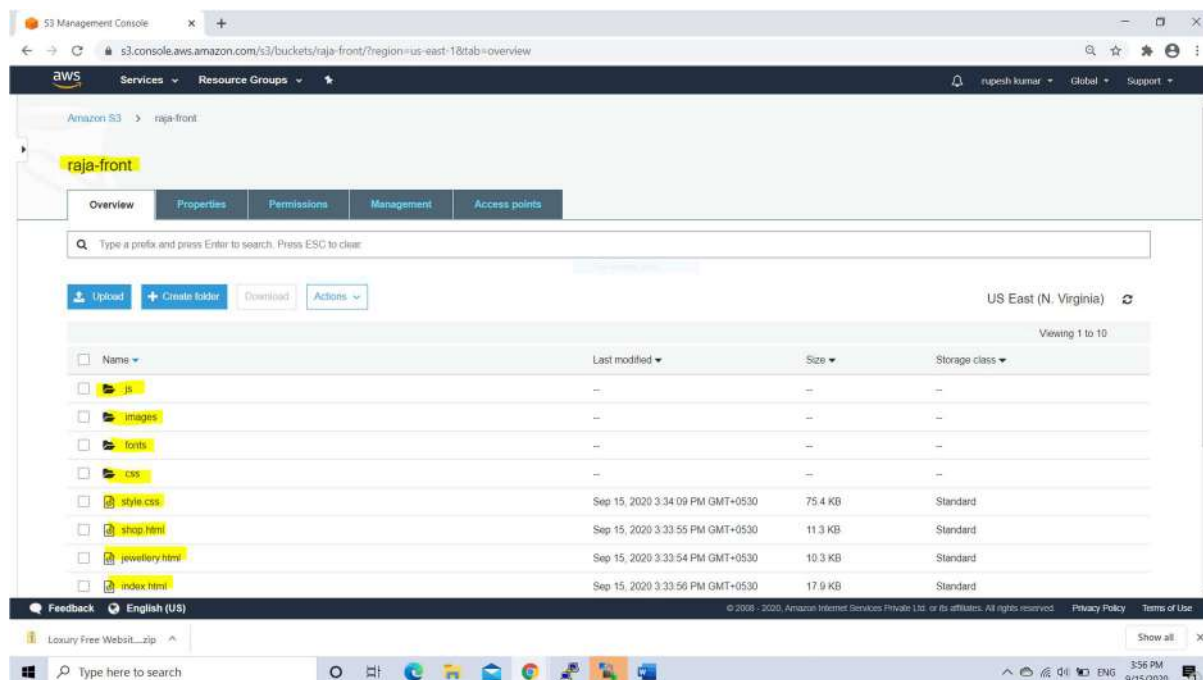 S3 Management Console
s3.console.aws.amazon.com/s3/buckets/raja-front/?region=us-east-1&tab=overview
aws Services Resource Groups rupesh kumar Global Support
Amazon S3 > raja-front
raja-front
Overview Properties Permissions Management Access points
Type a prefix and press Enter to search. Press ESC to clear.
Upload Create folder Download Actions US East (N. Virginia)
Viewing 1 to 10
Name Last modified Size Storage class
js -- -- --
images -- -- --
fonts -- -- --
css -- -- --
style.css Sep 15, 2020 3:34:09 PM GMT+0530 75.4 KB Standard
shop.html Sep 15, 2020 3:33:55 PM GMT+0530 11.3 KB Standard
jewellery.html Sep 15, 2020 3:33:54 PM GMT+0530 10.3 KB Standard
index.html Sep 15, 2020 3:33:56 PM GMT+0530 17.9 KB Standard
Feedback English (US) © 2008 - 2020, Amazon Internet Services Private Ltd. or its affiliates. All rights reserved. Privacy Policy Terms of Use
Loxury Free Websit....zip Show all
Type here to search ENG 3:56 PM
9/15/2020